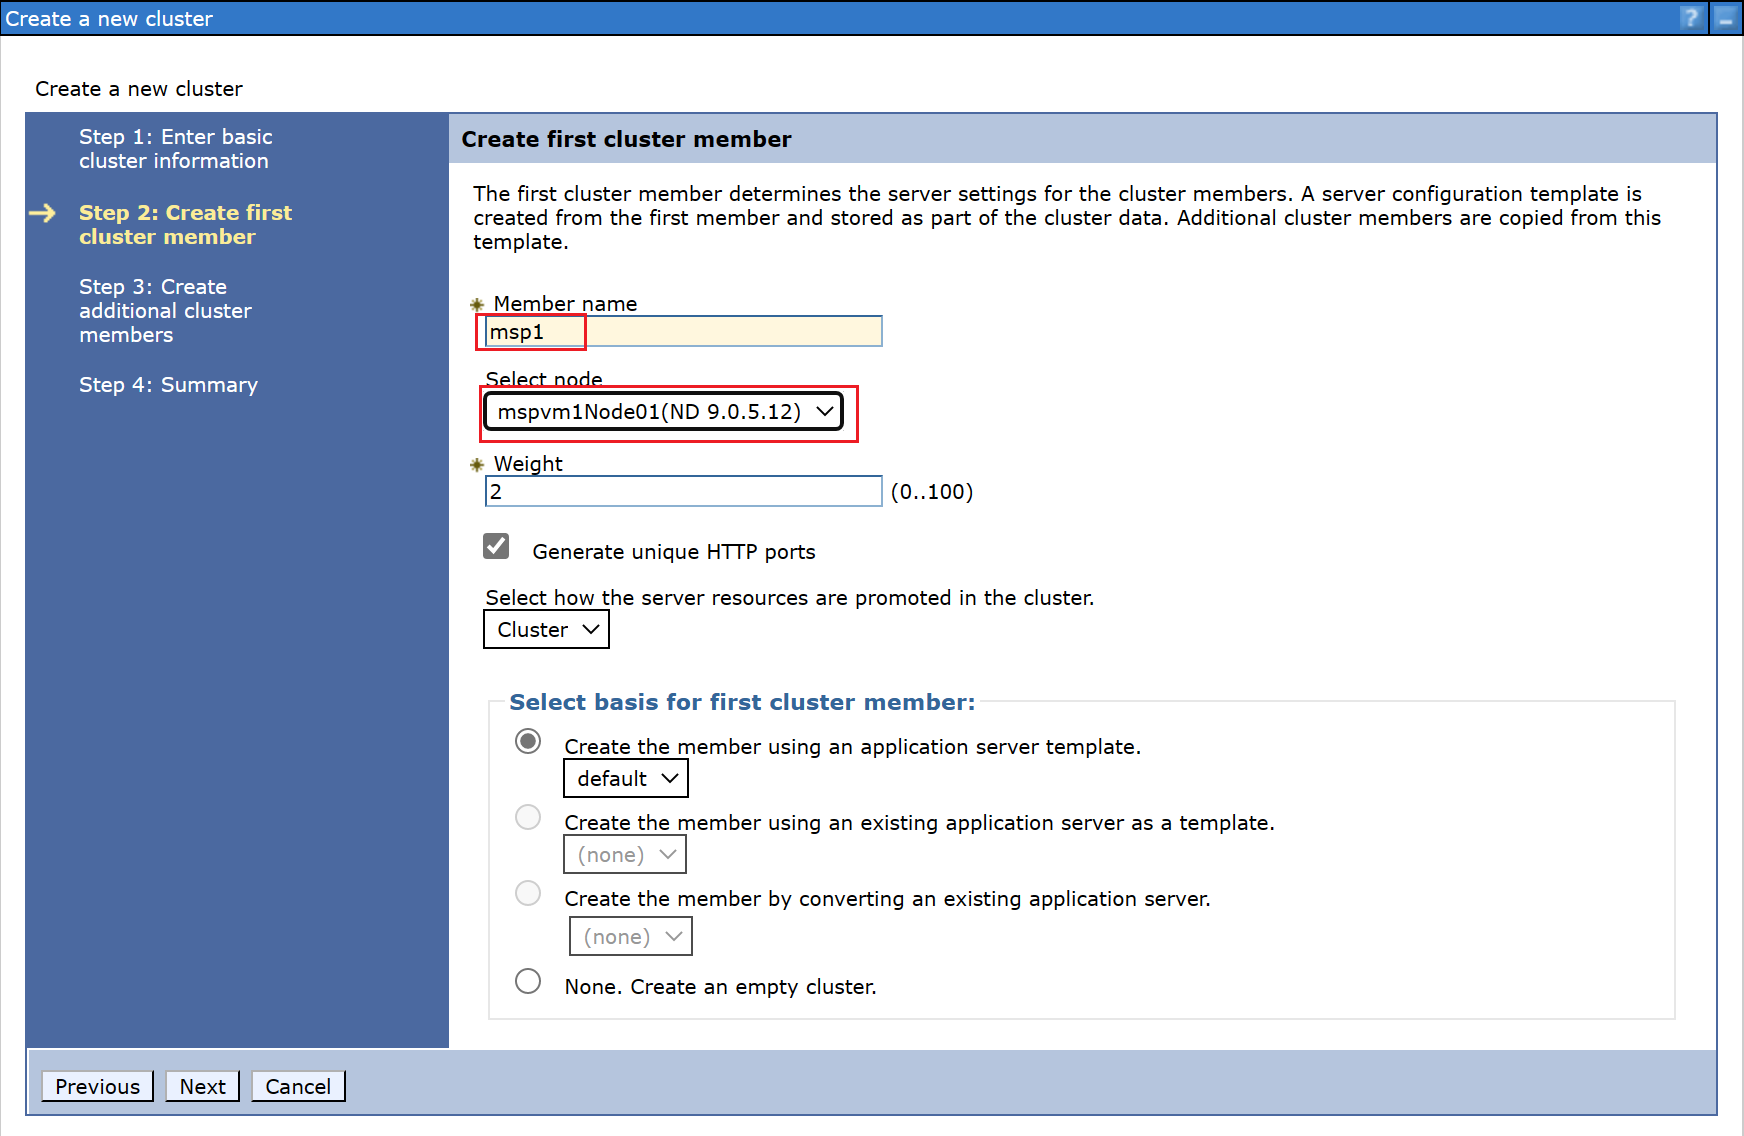 Create a new cluster
?
Create a new cluster
Step 1: Enter basic
cluster information
Step 2: Create first
cluster member
Step 3: Create
additional cluster
members
Step 4: Summary
Create first cluster member
The first cluster member determines the server settings for the cluster members. A server configuration template is
created from the first member and stored as part of the cluster data. Additional cluster members are copied from this
template.
Member name
msp1
Select node
mspvm1Node01(ND 9.0.5.12)
Weight
2 (0..100)
Generate unique HTTP ports
Select how the server resources are promoted in the cluster.
Cluster
Select basis for first cluster member:
Create the member using an application server template.
default
Create the member using an existing application server as a template.
(none)
Create the member by converting an existing application server.
(none)
None. Create an empty cluster.
Previous Next Cancel